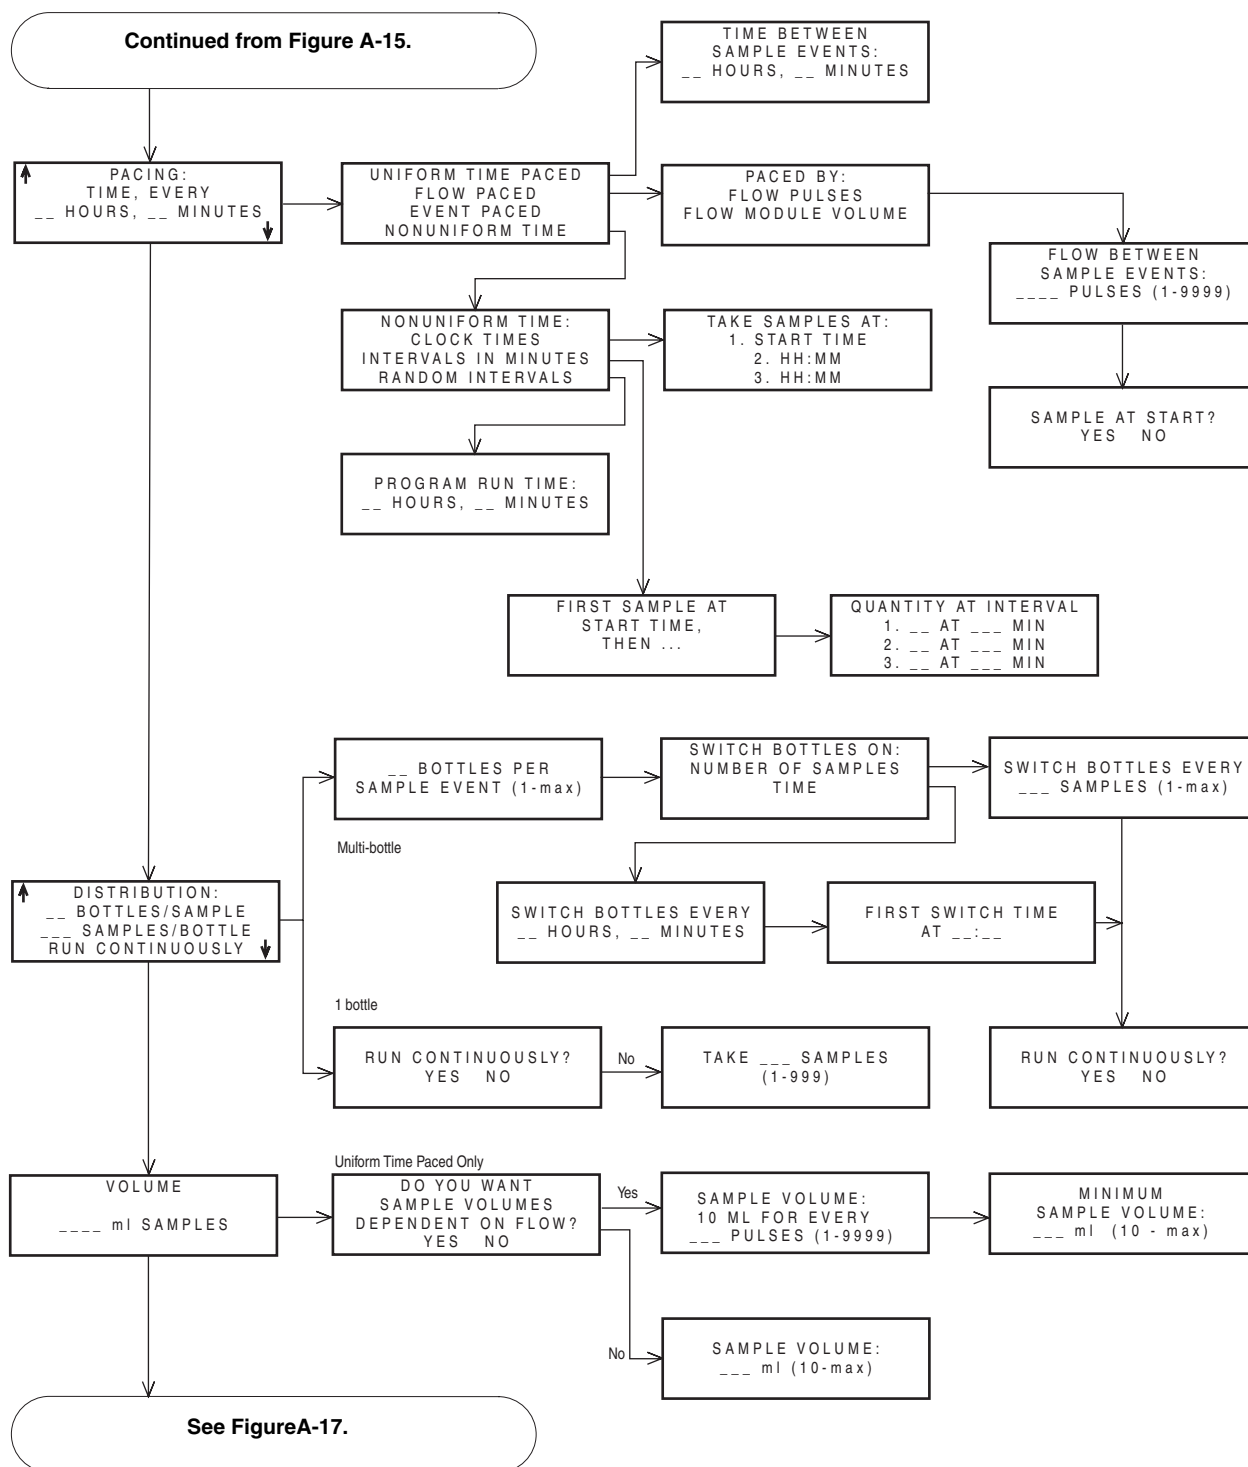 Continued from Figure A-15.
TIME BETWEEN
SAMPLE EVENTS:
__ HOURS, __ MINUTES
PACING:
TIME, EVERY
__ HOURS, __ MINUTES
UNIFORM TIME PACED
FLOW PACED
EVENT PACED
NONUNIFORM TIME
PACED BY:
FLOW PULSES
FLOW MODULE VOLUME
FLOW BETWEEN
SAMPLE EVENTS:
____ PULSES (1-9999)
NONUNIFORM TIME:
CLOCK TIMES
INTERVALS IN MINUTES
RANDOM INTERVALS
TAKE SAMPLES AT:
1. START TIME
2. HH:MM
3. HH:MM
SAMPLE AT START?
YES NO
PROGRAM RUN TIME:
__ HOURS, __ MINUTES
FIRST SAMPLE AT
START TIME,
THEN ...
QUANTITY AT INTERVAL
1. __ AT ___ MIN
2. __ AT ___ MIN
3. __ AT ___ MIN
__ BOTTLES PER
SAMPLE EVENT (1-max)
SWITCH BOTTLES ON:
NUMBER OF SAMPLES
TIME
SWITCH BOTTLES EVERY
___ SAMPLES (1-max)
Multi-bottle
DISTRIBUTION:
__ BOTTLES/SAMPLE
___ SAMPLES/BOTTLE
RUN CONTINUOUSLY
SWITCH BOTTLES EVERY
__ HOURS, __ MINUTES
FIRST SWITCH TIME
AT __:__
1 bottle
RUN CONTINUOUSLY?
YES NO
No
TAKE ___ SAMPLES
(1-999)
RUN CONTINUOUSLY?
YES NO
Uniform Time Paced Only
VOLUME
____ ml SAMPLES
DO YOU WANT
SAMPLE VOLUMES
DEPENDENT ON FLOW?
YES NO
Yes
SAMPLE VOLUME:
10 ML FOR EVERY
___ PULSES (1-9999)
MINIMUM
SAMPLE VOLUME:
___ ml (10 - max)
No
SAMPLE VOLUME:
___ ml (10-max)
See FigureA-17.